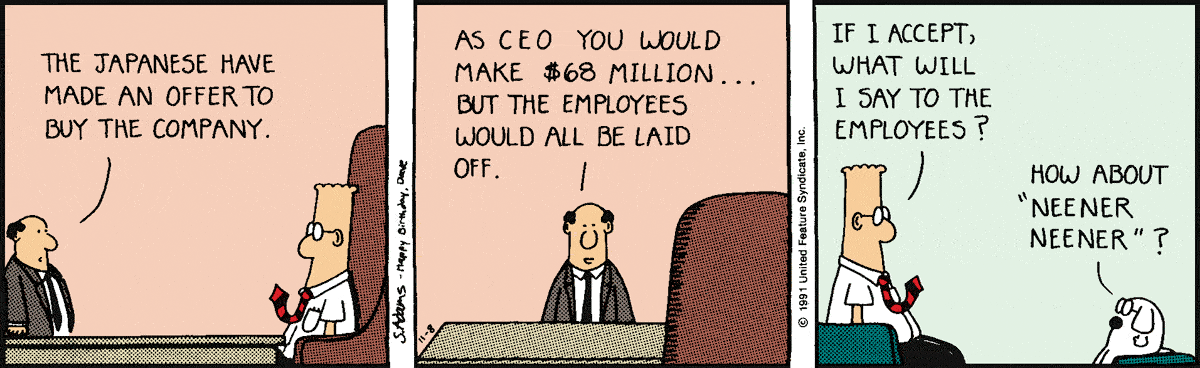 THE JAPANESE HAVE
MADE AN OFFER TO
BUY THE COMPANY.
S.Adams - Happy Birthday, Dave
AS CEO YOU WOULD
MAKE $68 MILLION...
BUT THE EMPLOYEES
WOULD ALL BE LAID
OFF.
11-8
© 1991 United Feature Syndicate, Inc.
IF I ACCEPT,
WHAT WILL
I SAY TO THE
EMPLOYEES?
HOW ABOUT
"NEENER
NEENER"?